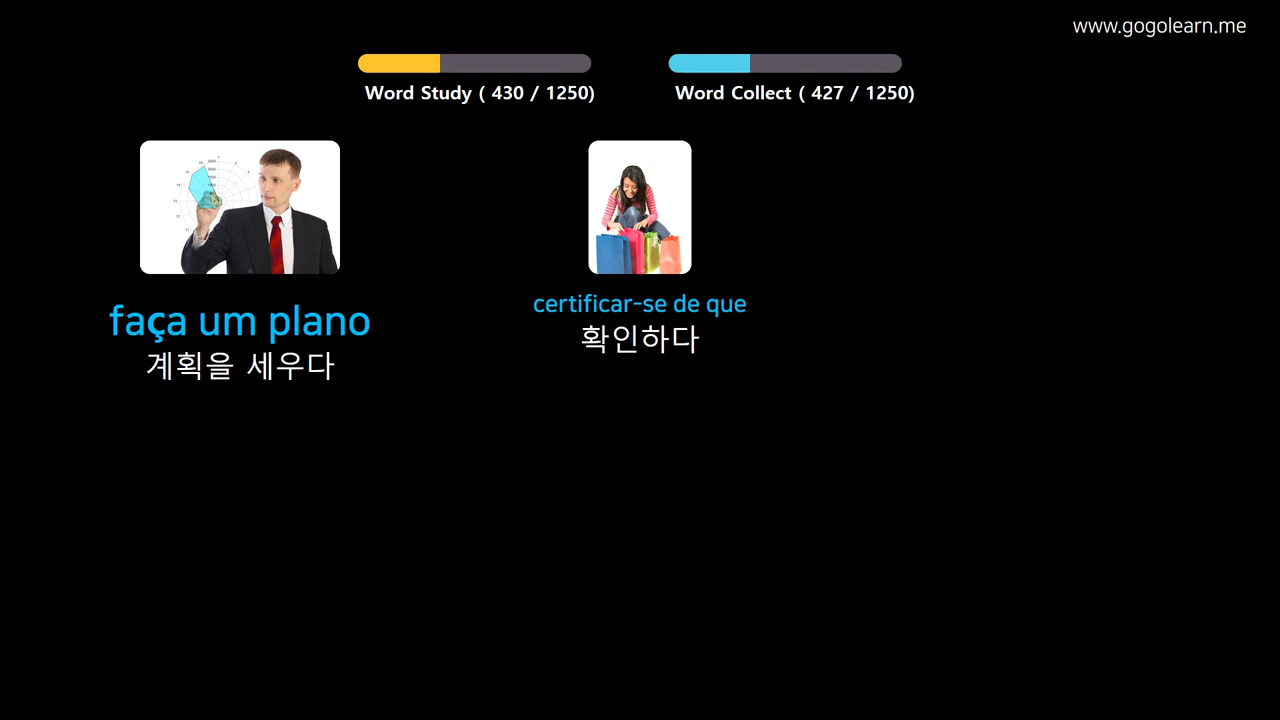 www.gogolearn.me
Word Study ( 430 / 1250)
Word Collect ( 427 / 1250)
faça um plano
계획을 세우다
certificar-se de que
확인하다